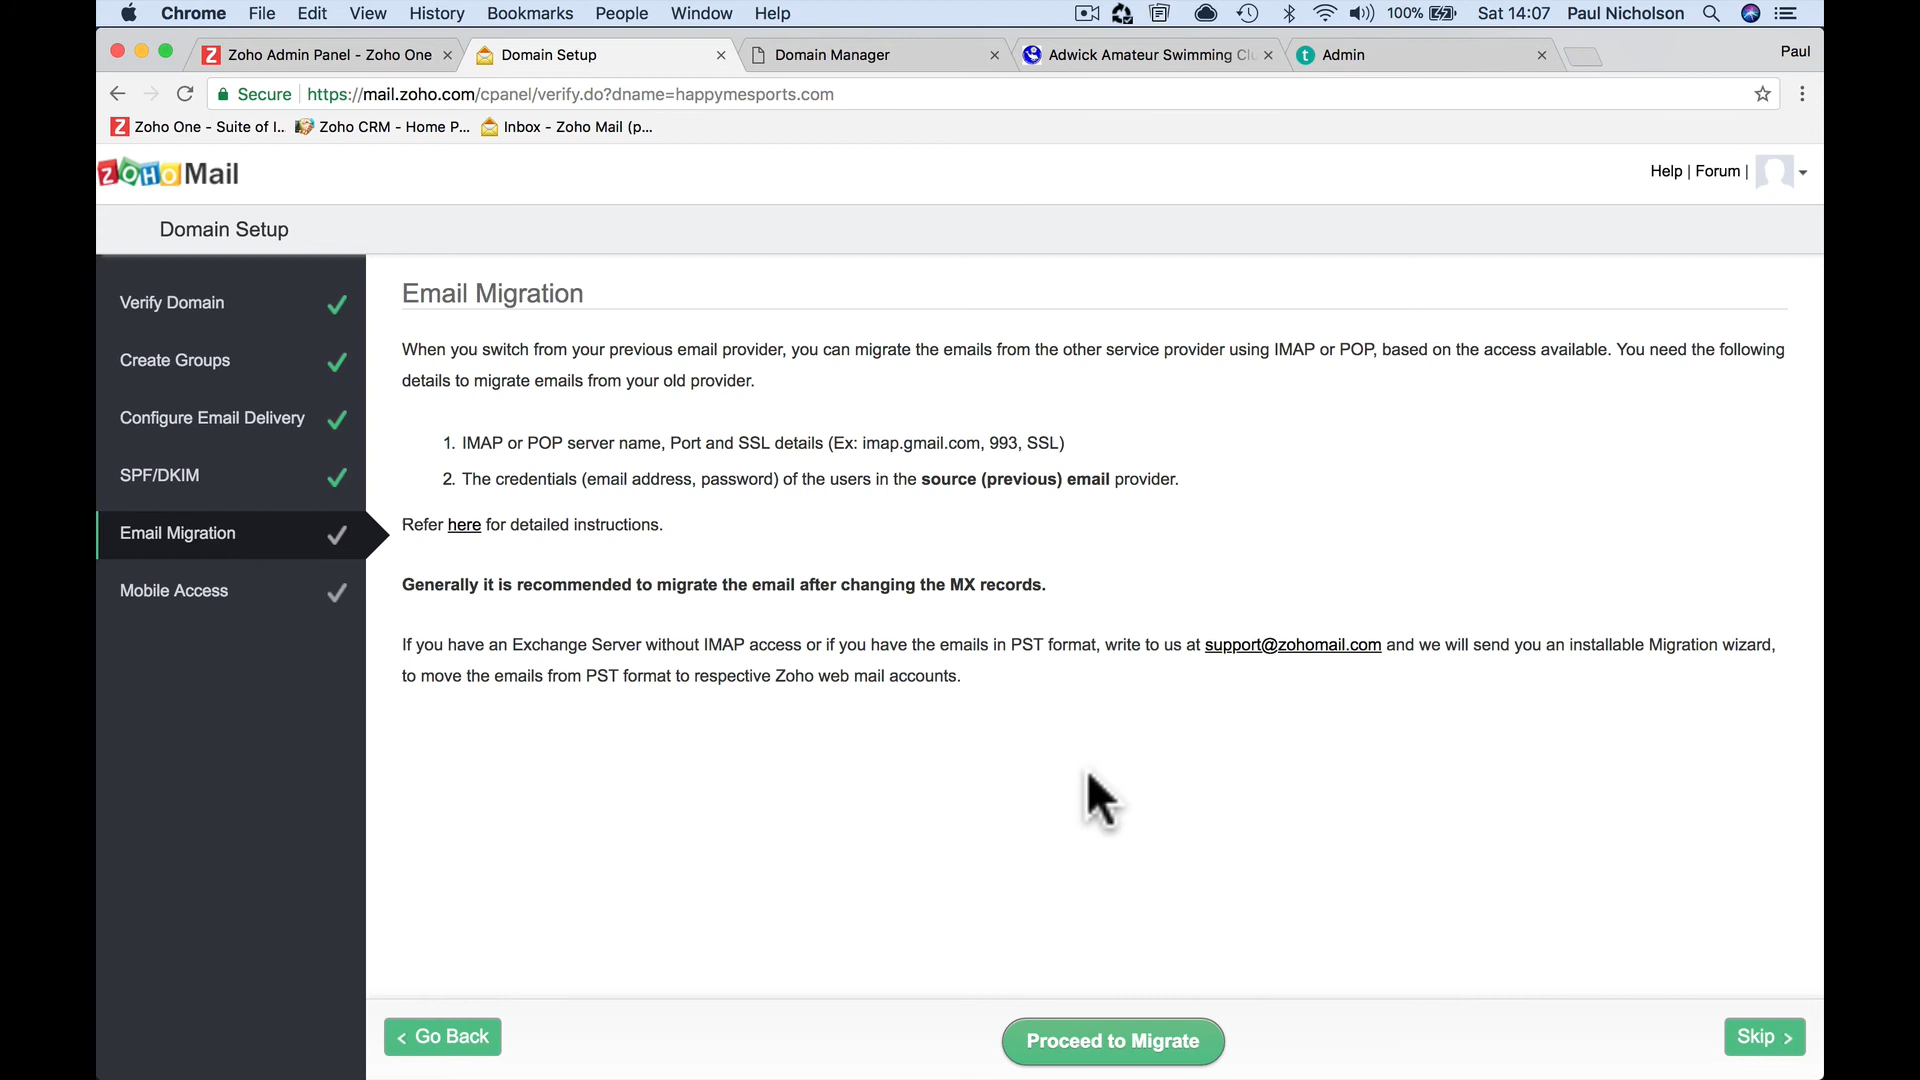 Chrome File Edit View History Bookmarks People Window Help 100% Sat 14:07 Paul Nicholson
Zoho Admin Panel - Zoho One Domain Setup Domain Manager Adwick Amateur Swimming Clu Admin Paul
Secure https://mail.zoho.com/cpanel/verify.do?dname=happymesports.com
Zoho One - Suite of I... Zoho CRM - Home P... Inbox - Zoho Mail (p...
ZOHO Mail Help | Forum |
Domain Setup
Verify Domain
Create Groups
Configure Email Delivery
SPF/DKIM
Email Migration
Mobile Access
Email Migration
When you switch from your previous email provider, you can migrate the emails from the other service provider using IMAP or POP, based on the access available. You need the following
details to migrate emails from your old provider.
1. IMAP or POP server name, Port and SSL details (Ex: imap.gmail.com, 993, SSL)
2. The credentials (email address, password) of the users in the source (previous) email provider.
Refer here for detailed instructions.
Generally it is recommended to migrate the email after changing the MX records.
If you have an Exchange Server without IMAP access or if you have the emails in PST format, write to us at support@zohomail.com and we will send you an installable Migration wizard,
to move the emails from PST format to respective Zoho web mail accounts.
< Go Back Proceed to Migrate Skip >